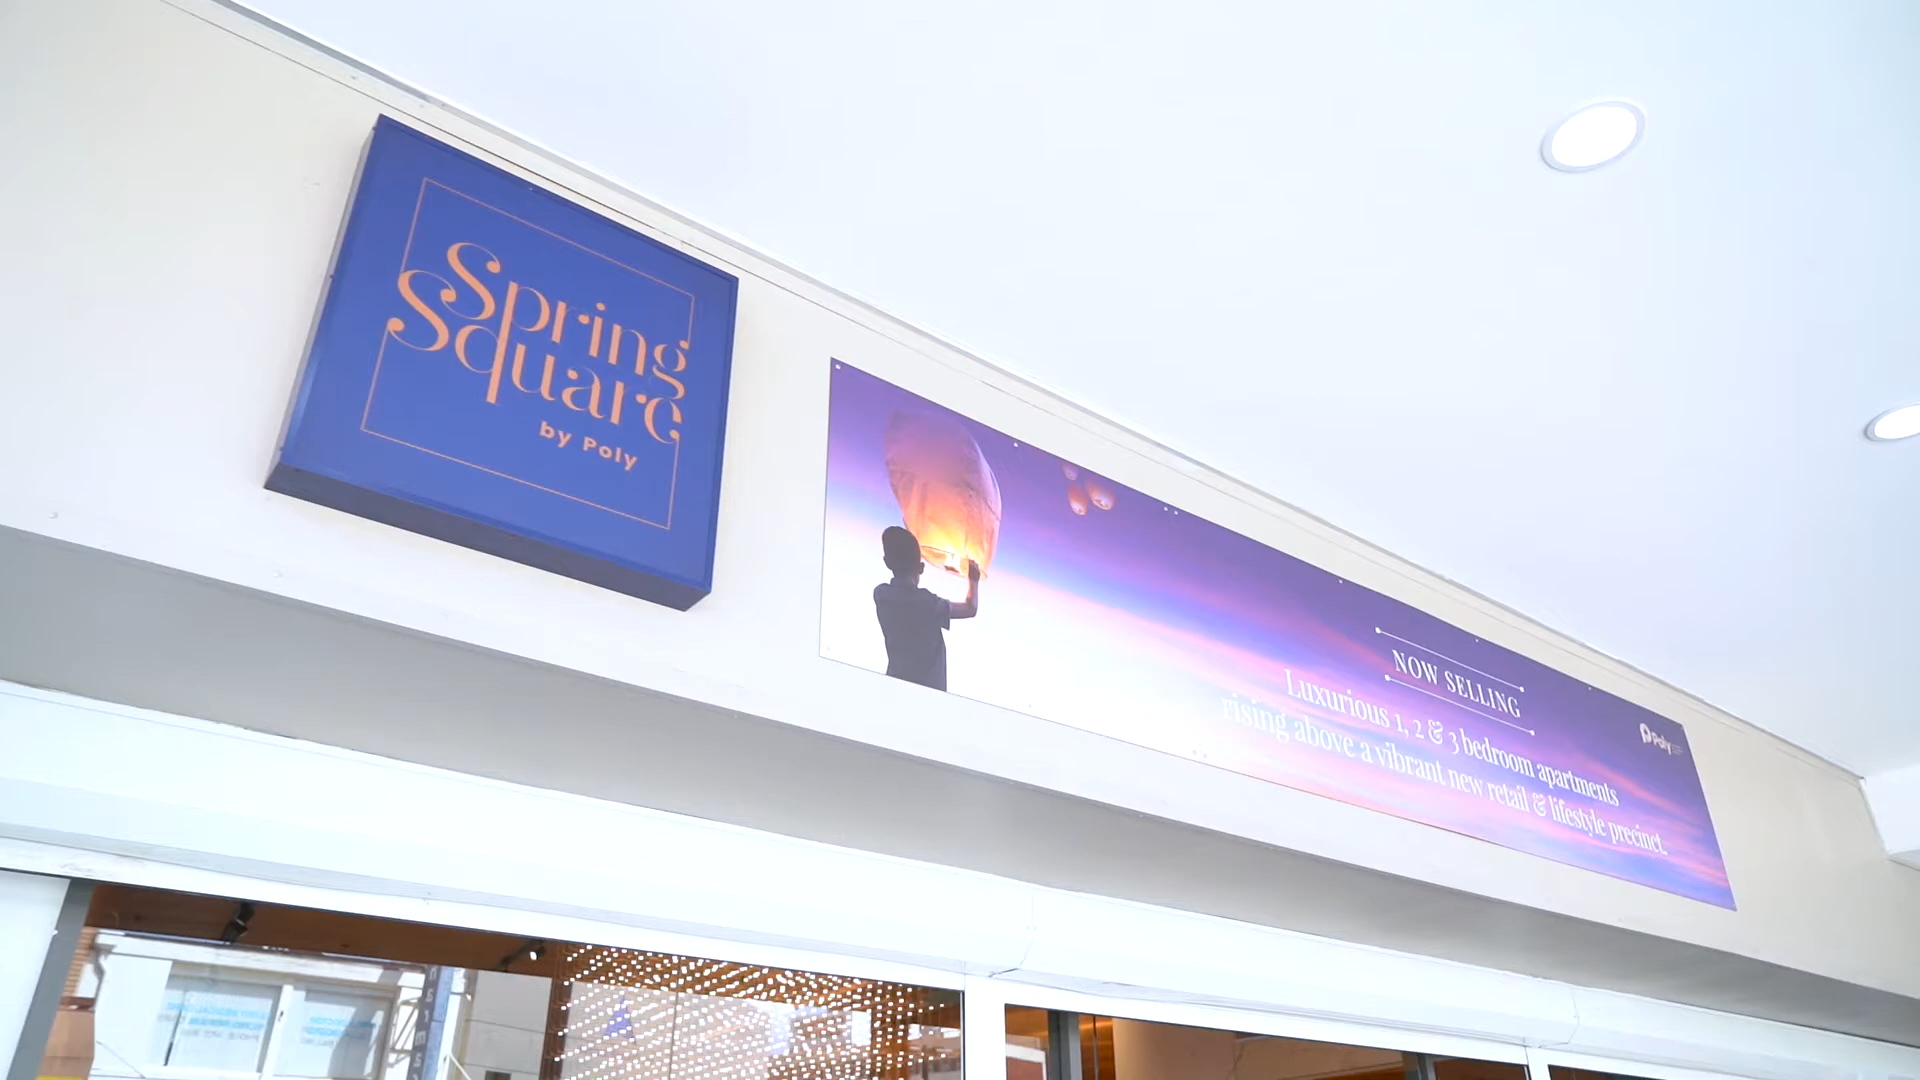 Spring
Square
by Poly
NOW SELLING
Luxurious 1, 2 & 3 bedroom apartments
rising above a vibrant new retail & lifestyle precinct.
Poly